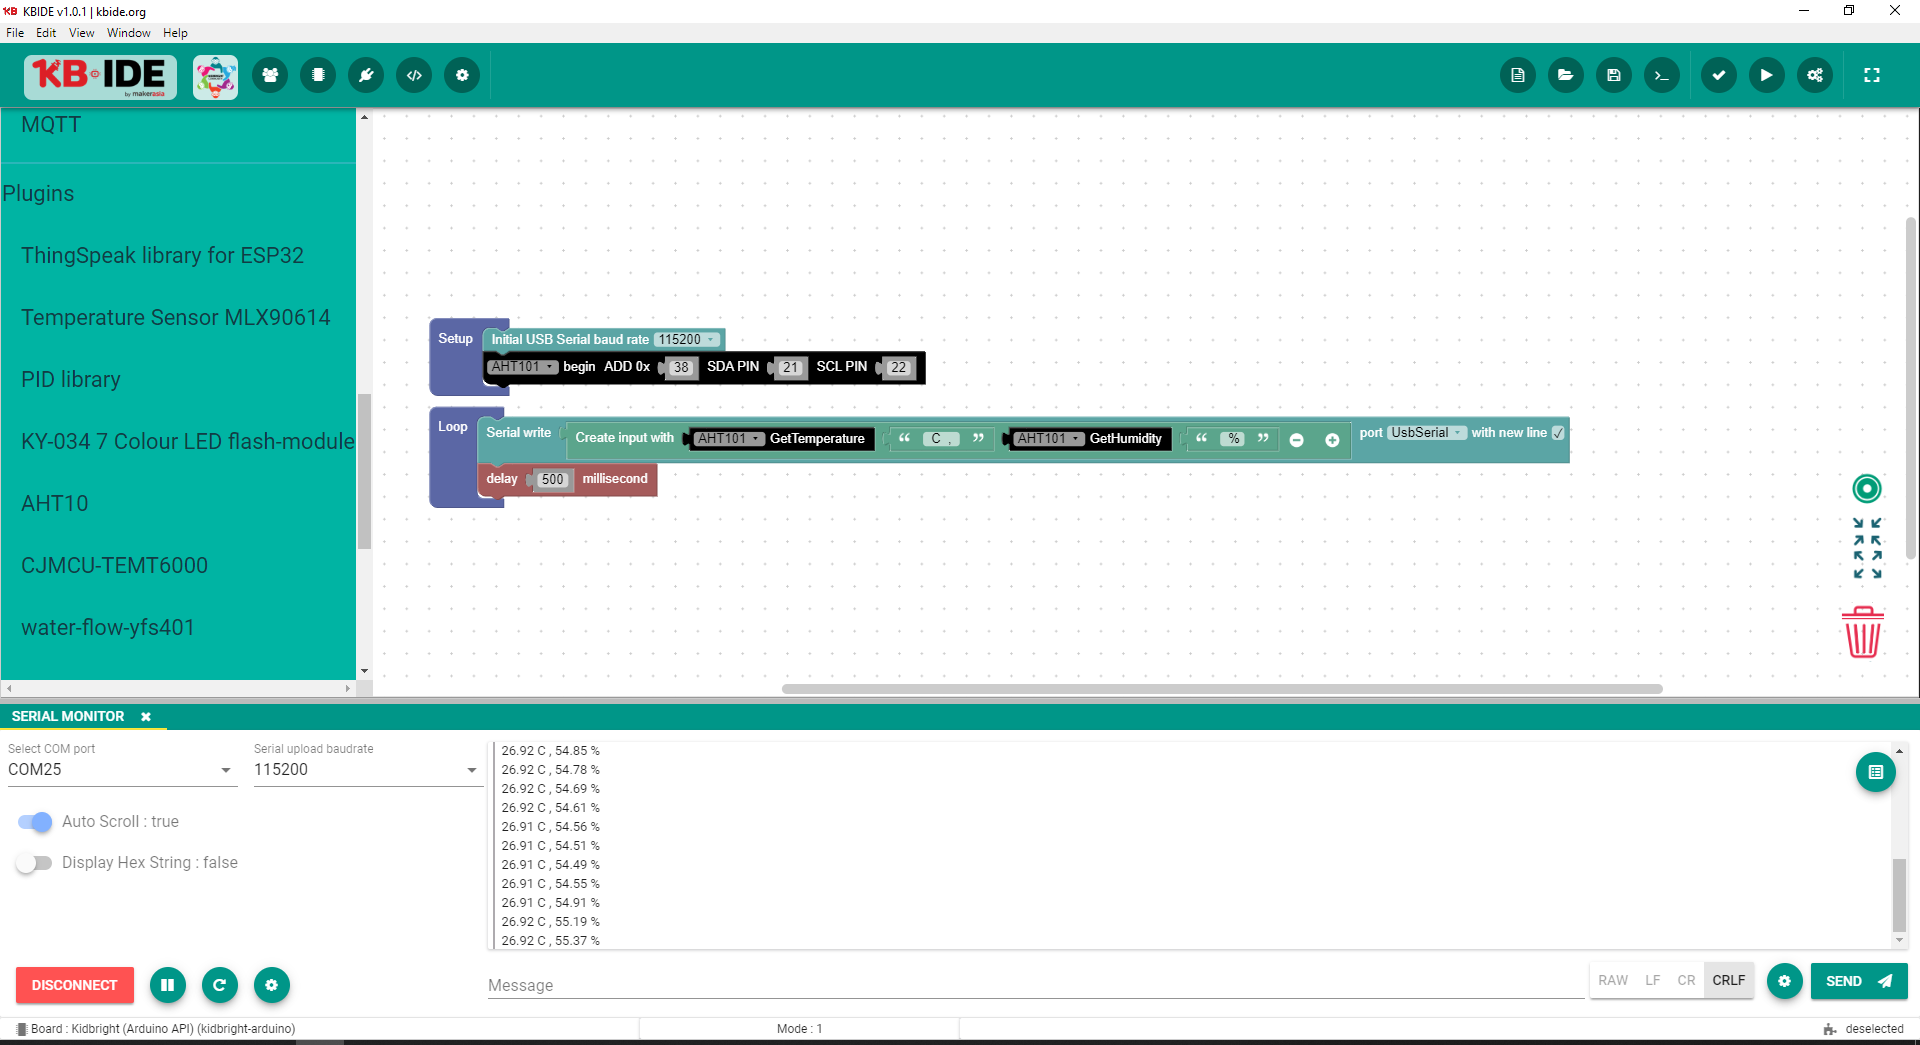 KB KBIDE v1.0.1 | kbide.org
File Edit View Window Help
KB IDE
by makerasia
MQTT
Plugins
ThingSpeak library for ESP32
Temperature Sensor MLX90614
PID library
KY-034 7 Colour LED flash-module
AHT10
CJMCU-TEMT6000
water-flow-yfs401
Setup Initial USB Serial baud rate 115200
AHT101 begin ADD 0x 38 SDA PIN 21 SCL PIN 22
Loop Serial write Create input with AHT101 GetTemperature “ C , ” AHT101 GetHumidity “ % ” port UsbSerial with new line
delay 500 millisecond
SERIAL MONITOR
Select COM port
COM25
Serial upload baudrate
115200
Auto Scroll : true
Display Hex String : false
26.92 C , 54.85 %
26.92 C , 54.78 %
26.92 C , 54.69 %
26.92 C , 54.61 %
26.91 C , 54.56 %
26.91 C , 54.51 %
26.91 C , 54.49 %
26.91 C , 54.55 %
26.91 C , 54.91 %
26.92 C , 55.19 %
26.92 C , 55.37 %
DISCONNECT
Message
RAW LF CR CRLF
SEND
Board : Kidbright (Arduino API) (kidbright-arduino)
Mode : 1
deselected